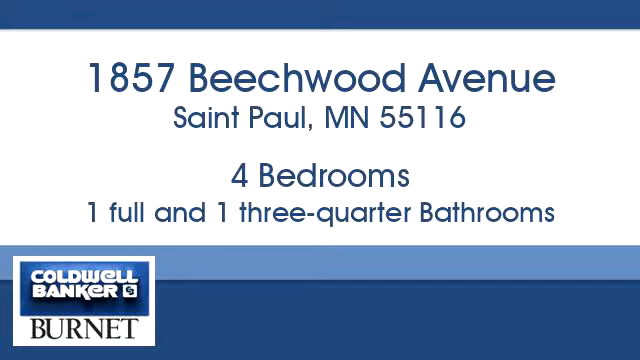 1857 Beechwood Avenue
Saint Paul, MN 55116
4 Bedrooms
1 full and 1 three-quarter Bathrooms
COLDWELL
BANKER CB
BURNET